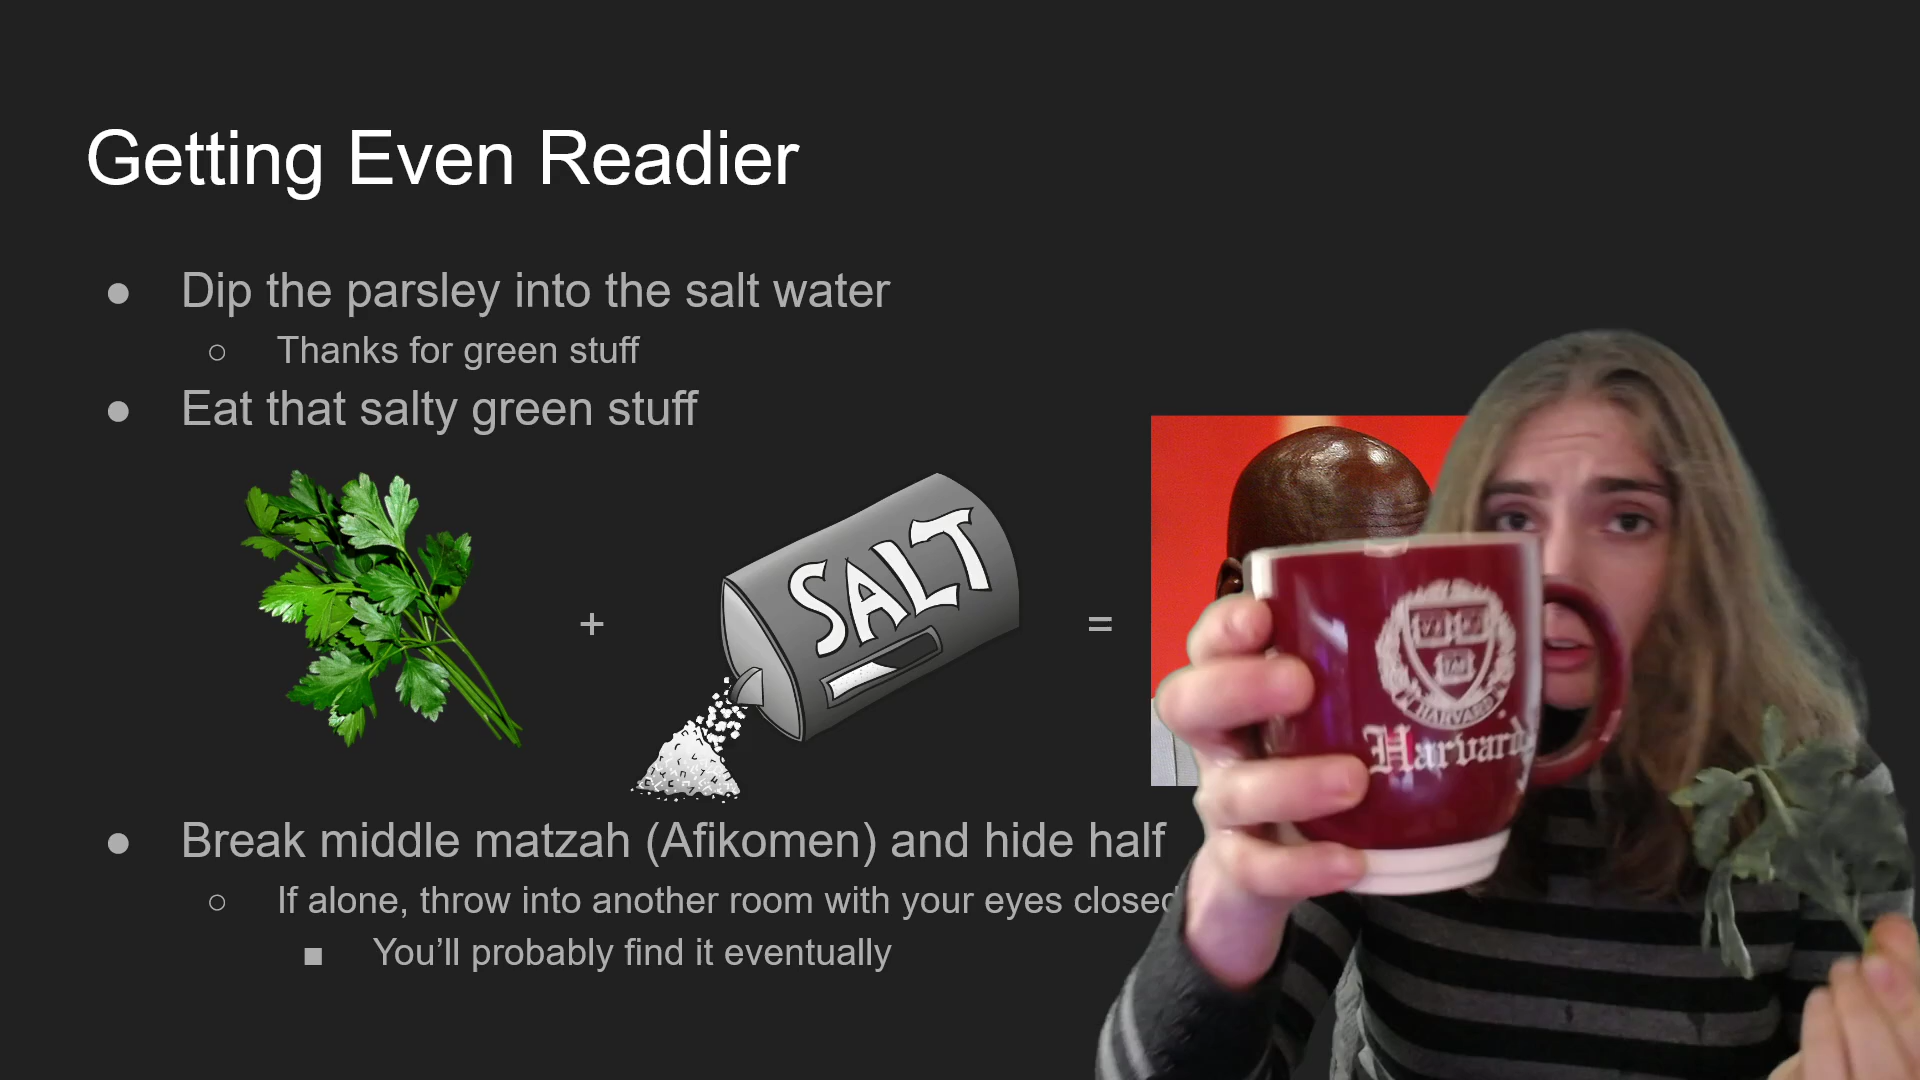 Getting Even Readier
● Dip the parsley into the salt water
○ Thanks for green stuff
● Eat that salty green stuff
SALT
+
=
HARVARD
Harvard
● Break middle matzah (Afikomen) and hide half
○ If alone, throw into another room with your eyes closed
■ You’ll probably find it eventually